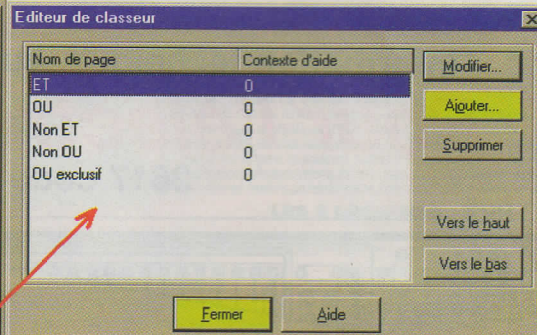 Editeur de classeur
Nom de page Contexte d'aide
ET 0
OU 0
Non ET 0
Non OU 0
OU exclusif 0
Modifier...
Ajouter...
Supprimer
Vers le haut
Vers le bas
Fermer Aide